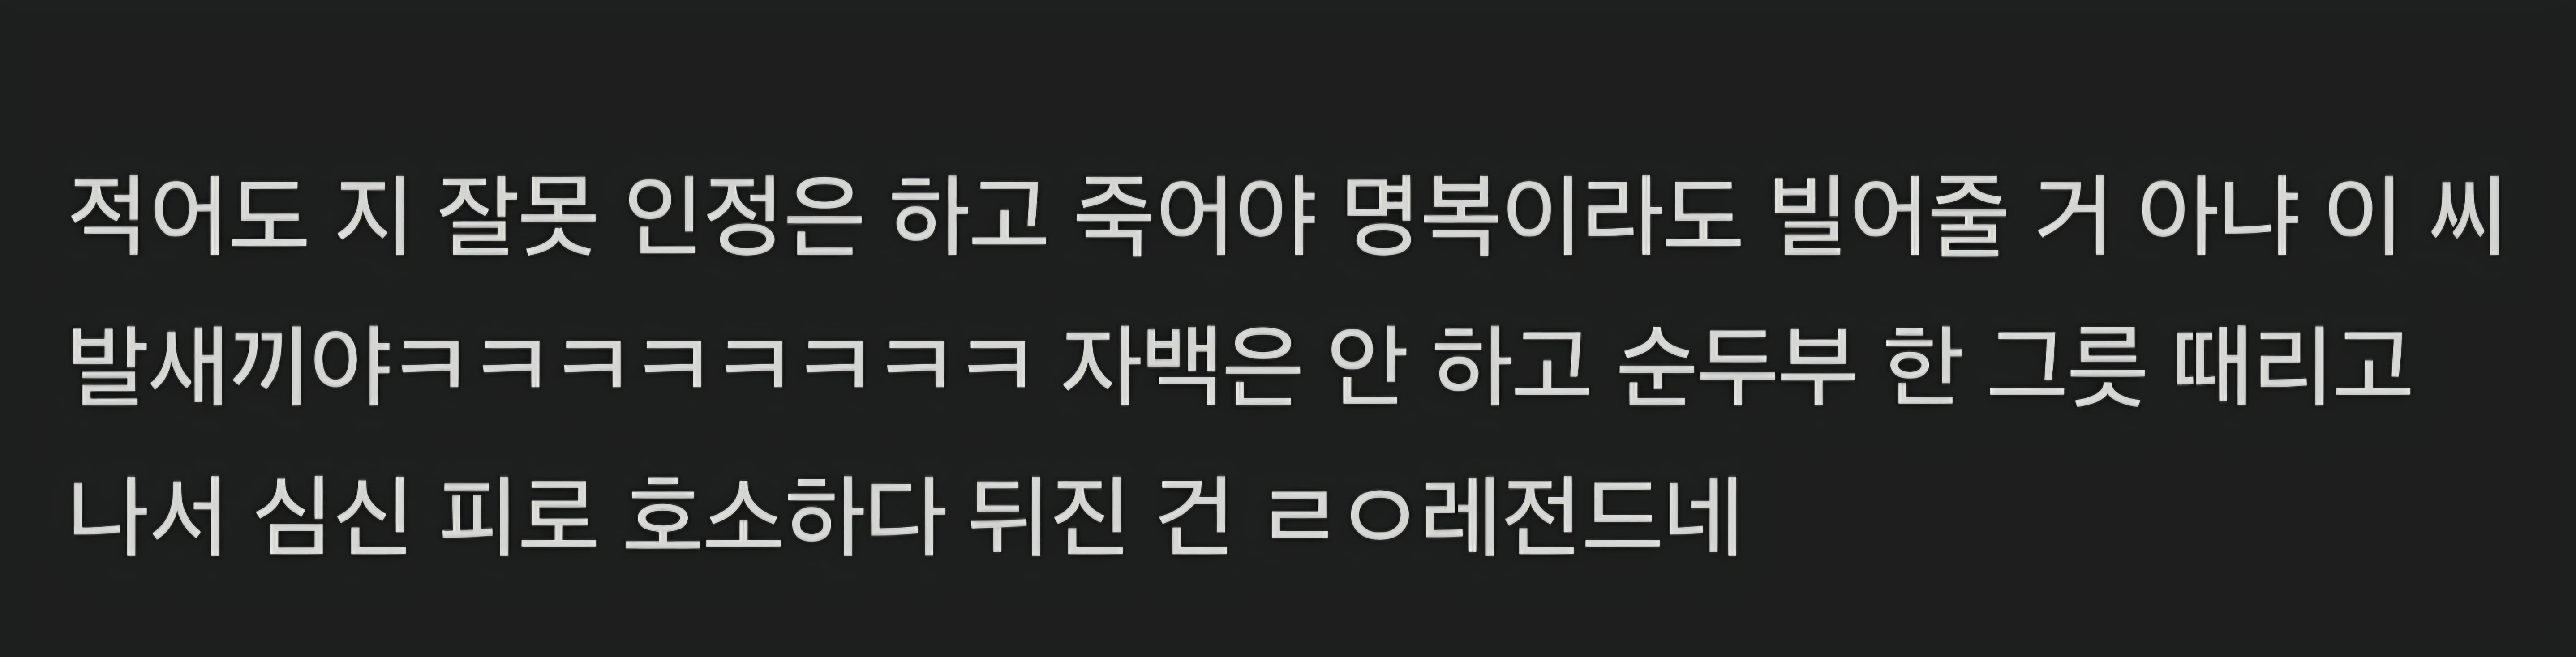 적어도 지 잘못 인정은 하고 죽어야 명복이라도 빌어줄 거 아냐 이 씨
발새끼야ㅋㅋㅋㅋㅋㅋㅋㅋ 자백은 안 하고 순두부 한 그릇 때리고
나서 심신 피로 호소하다 뒤진 건 ㄹㅇ레전드네